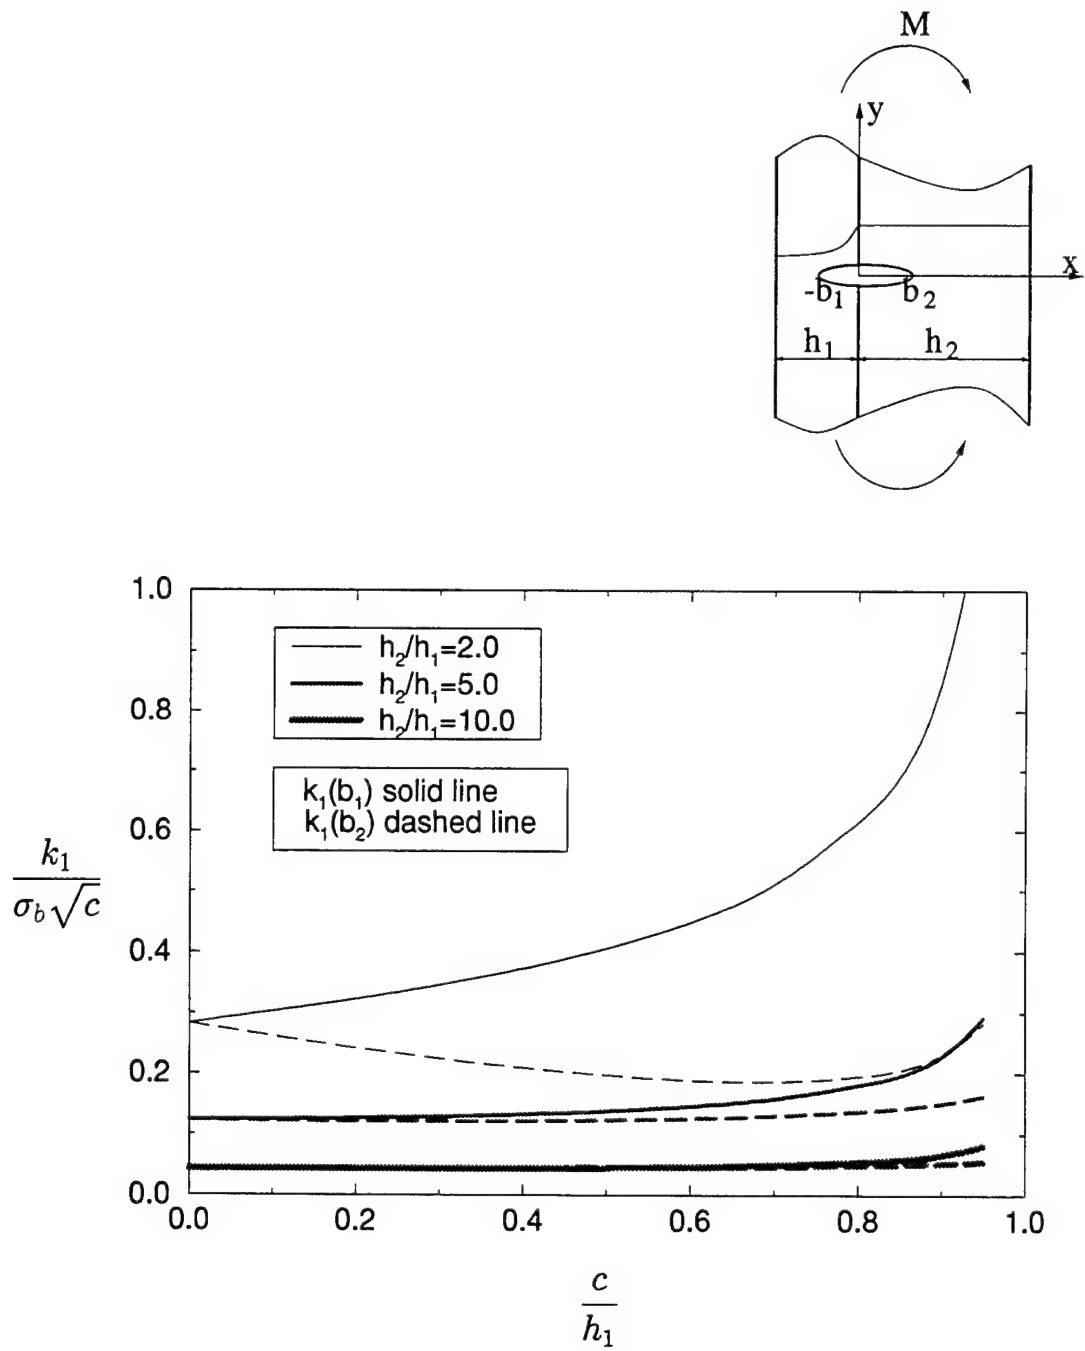 M
y
x
-b₁
b₂
h₁
h₂
1.0
0.8
0.6
0.4
0.2
0.0
h₂/h₁=2.0
h₂/h₁=5.0
h₂/h₁=10.0
k₁(b₁) solid line
k₁(b₂) dashed line
k₁
σ_b√c
0.0
0.2
0.4
0.6
0.8
1.0
c
h₁